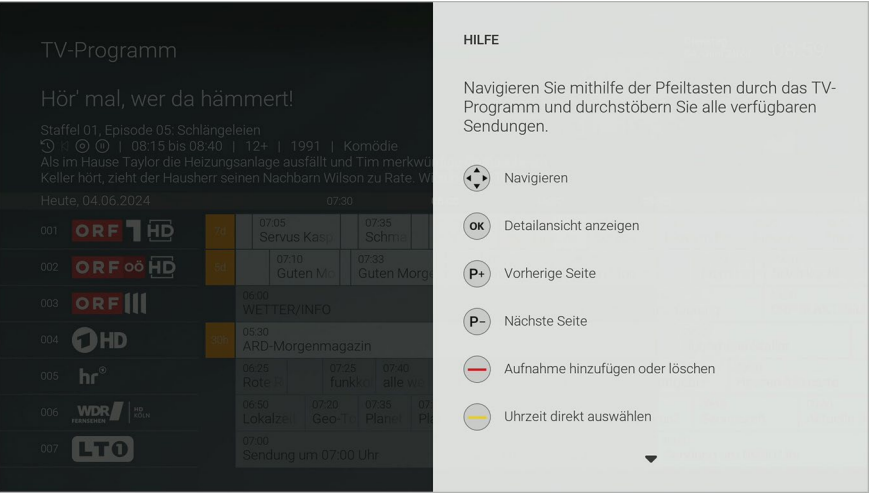 TV-Programm
Hör' mal, wer da hämmert!
Staffel 01, Episode 05: Schlängeleien
| 08:15 bis 08:40 | 12+ | 1991 | Komödie
Als im Hause Taylor die Heizungsanlage ausfällt und Tim merkwü
Keller hört, zieht der Hausherr seinen Nachbarn Wilson zu Rate. Wi
Heute, 04.06.2024 07:30
001 ORF 1 HD
07:05 07:35
Servus Kasp Schma
002 ORF OÖ HD
07:10 07:33
Guten Mo Guten Morge
003 ORF III
06:00
WETTER/INFO
004 1 HD
05:30
ARD-Morgenmagazin
005 hr
06:25 07:25 07:40
Rote funkko alle w
006 WDR FERNSEHEN HD KÖLN
06:50 07:20 07:35
Lokalze Geo-T Plane Pl
007 LT1
07:00
Sendung um 07:00 Uhr
HILFE
Navigieren Sie mithilfe der Pfeiltasten durch das TV-
Programm und durchstöbern Sie alle verfügbaren
Sendungen.
Navigieren
OK Detailansicht anzeigen
P+ Vorherige Seite
P− Nächste Seite
Aufnahme hinzufügen oder löschen
Uhrzeit direkt auswählen